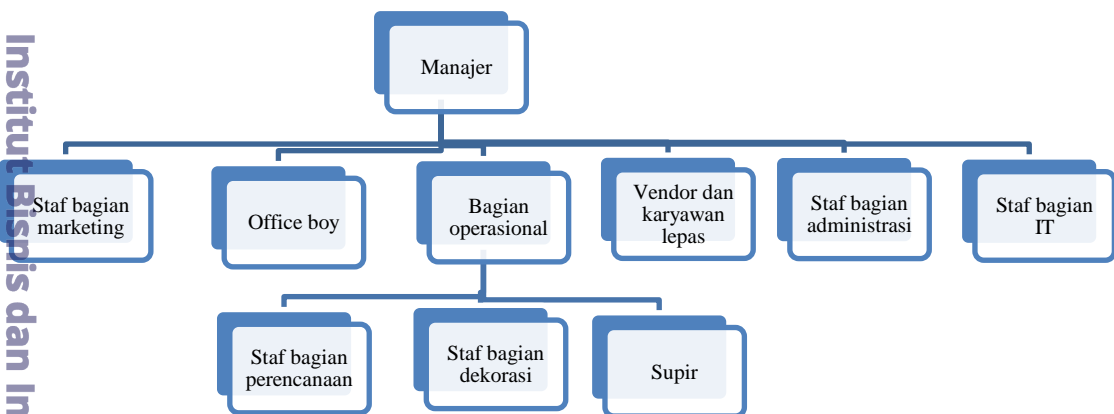 Manajer
Staf bagian
marketing
Office boy
Bagian
operasional
Vendor dan
karyawan
lepas
Staf bagian
administrasi
Staf bagian
IT
Staf bagian
perencanaan
Staf bagian
dekorasi
Supir
Institut Bisnis dan In